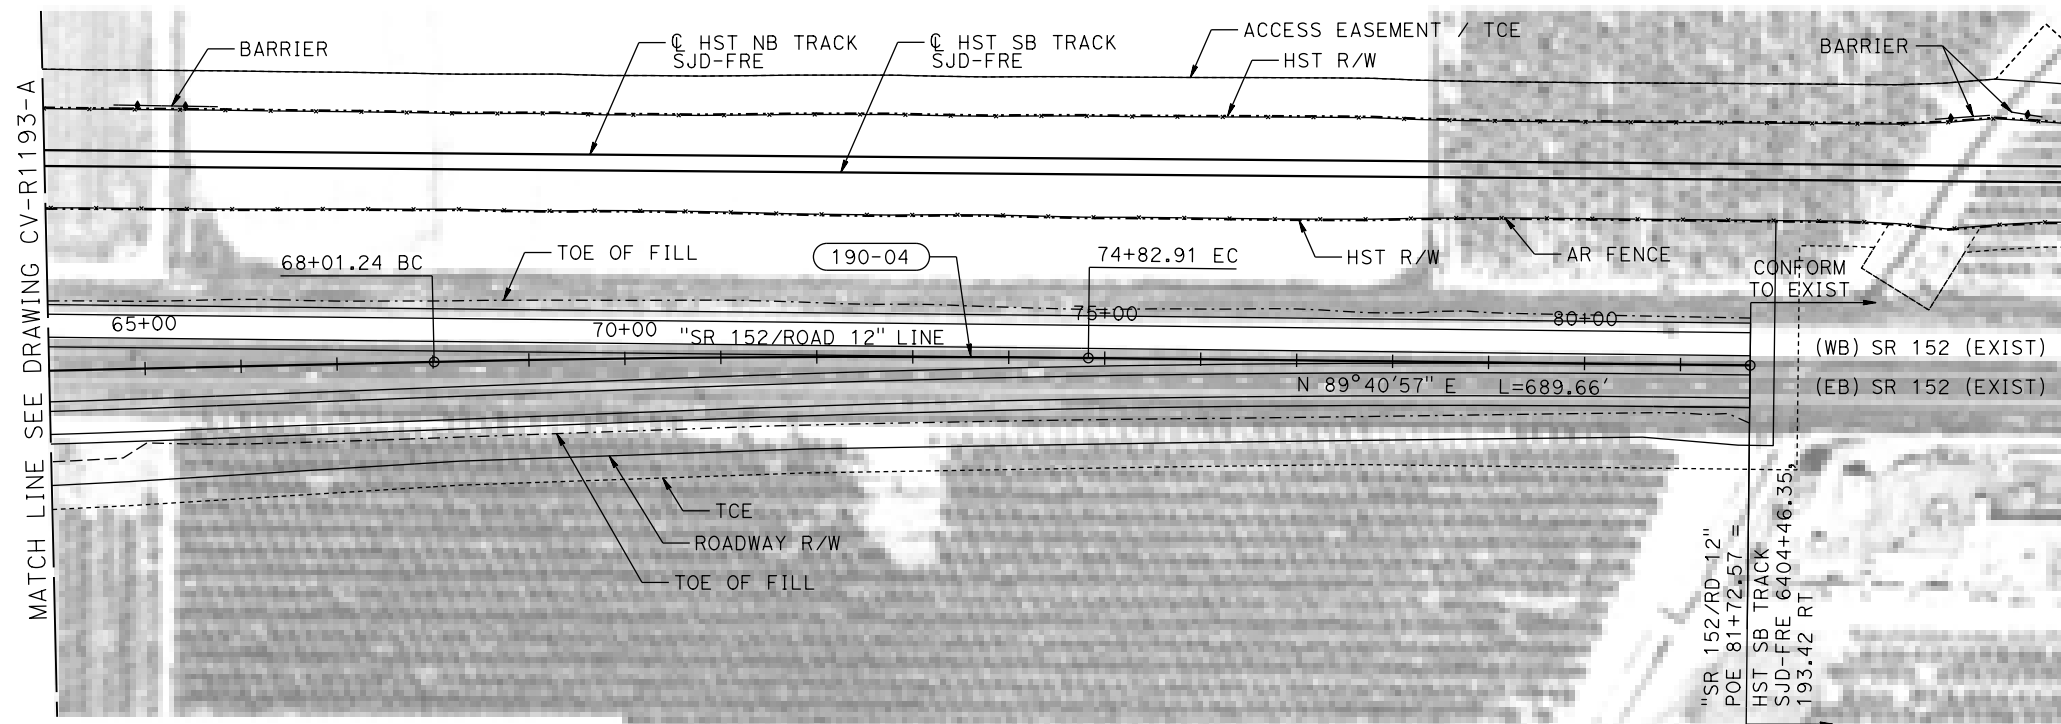 MATCH LINE SEE DRAWING CV-R1193-A
BARRIER
℄ HST NB TRACK
SJD-FRE
℄ HST SB TRACK
SJD-FRE
ACCESS EASEMENT / TCE
HST R/W
BARRIER
68+01.24 BC
TOE OF FILL
190-04
74+82.91 EC
HST R/W
AR FENCE
CONFORM
TO EXIST
65+00
70+00
"SR 152/ROAD 12" LINE
75+00
80+00
(WB) SR 152 (EXIST)
N 89°40'57" E L=689.66'
(EB) SR 152 (EXIST)
TCE
ROADWAY R/W
TOE OF FILL
"SR 152/RD 12"
POE 81+72.57 =
HST SB TRACK
SJD-FRE 6404+46.35,
193.42 RT